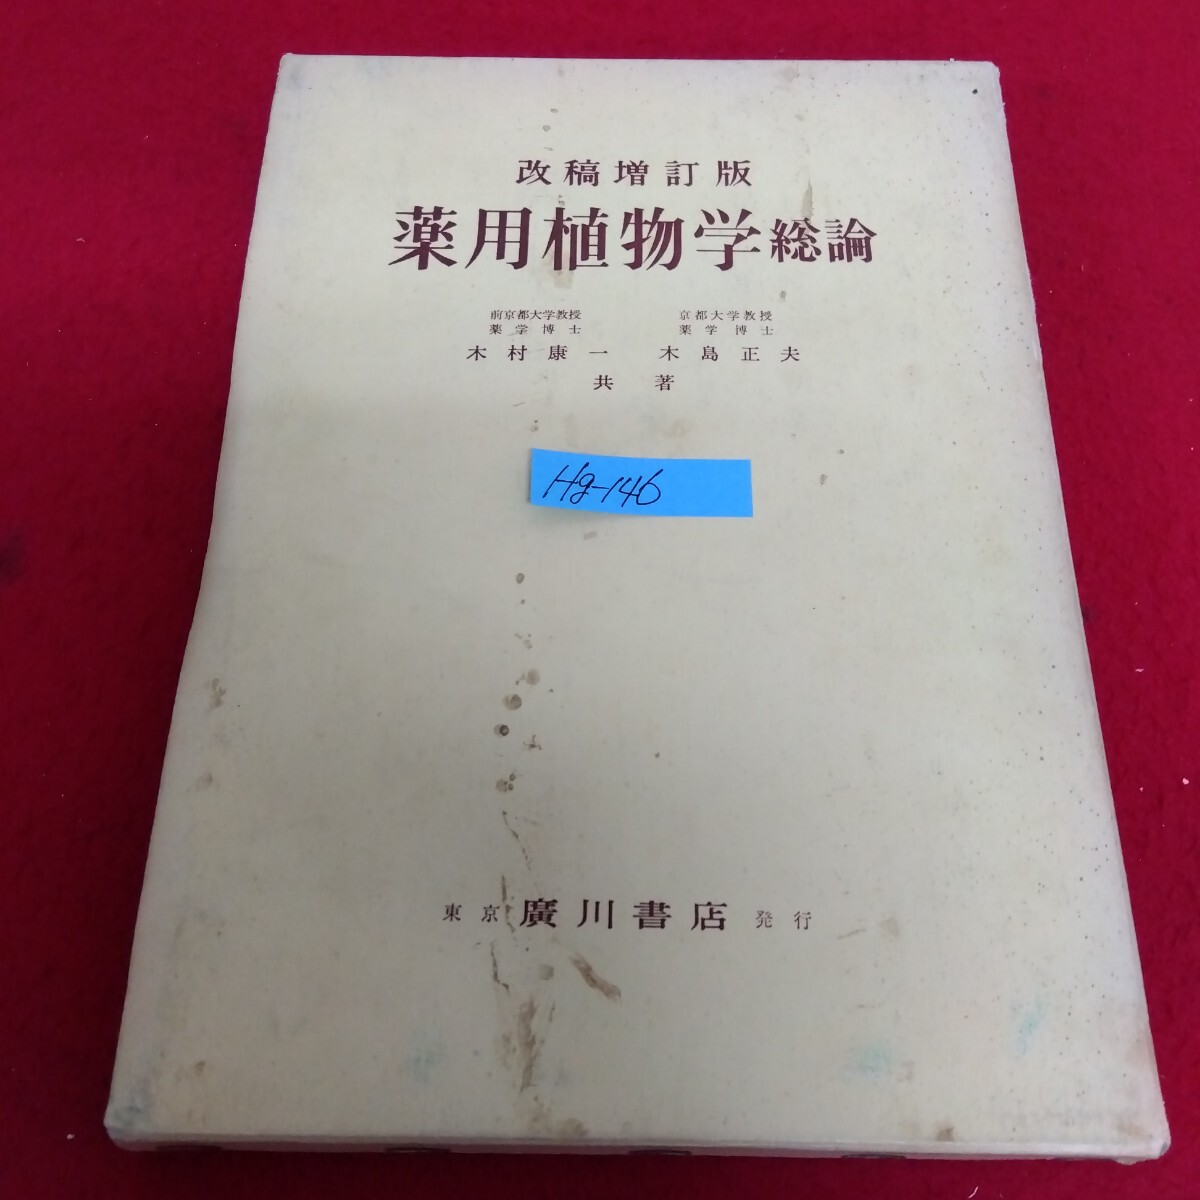 改稿増訂版
薬用植物学総論
前京都大学教授 京都大学教授
薬学博士 薬学博士
木村康一 木島正夫
共著
Hg-146
東京 廣川書店 発行